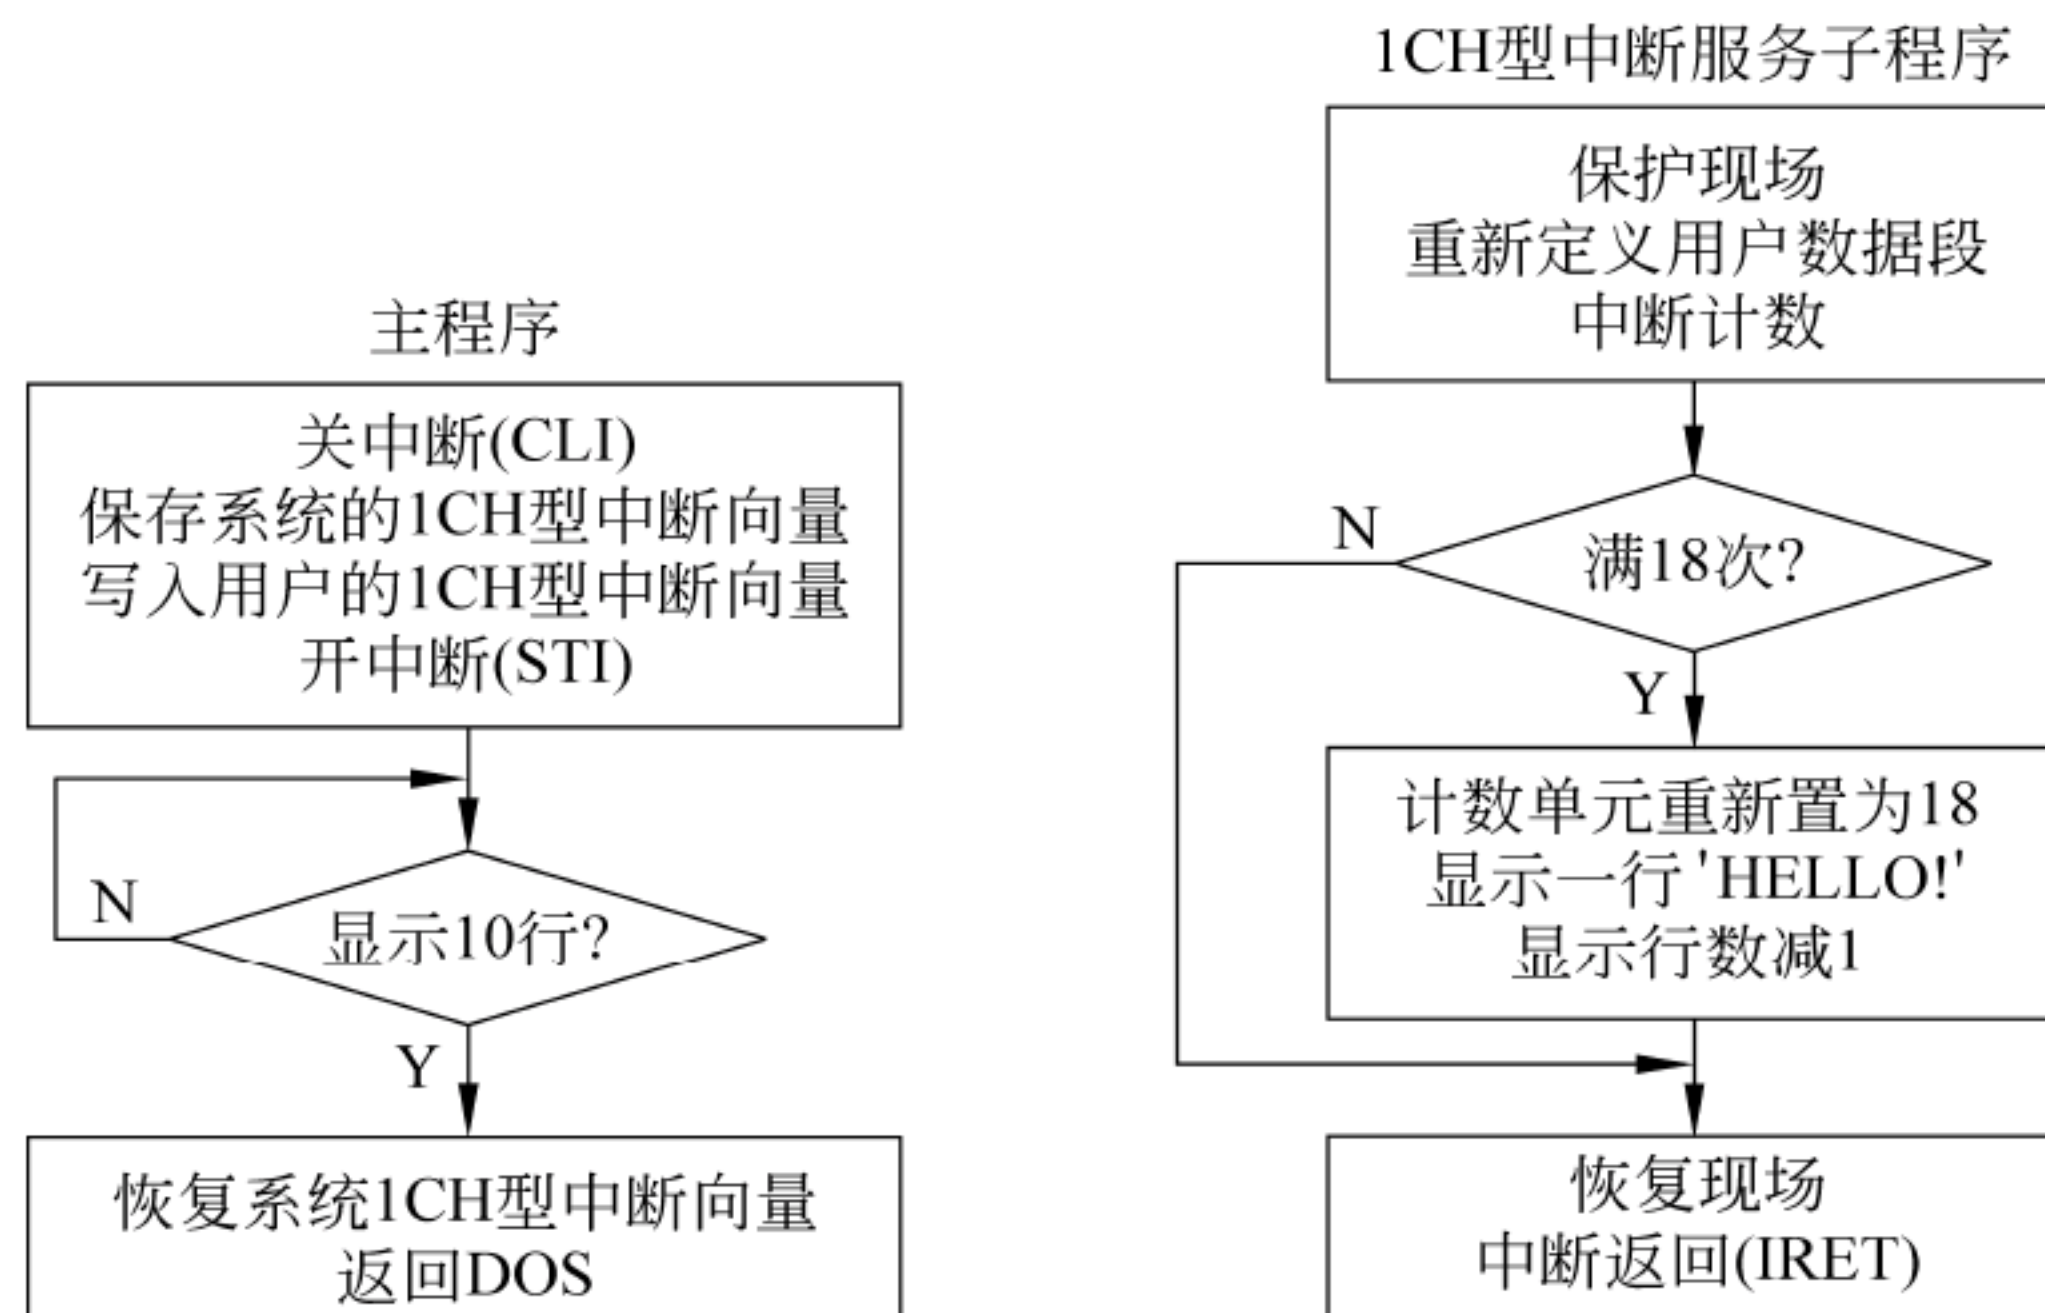 主程序
关中断(CLI)
保存系统的1CH型中断向量
写入用户的1CH型中断向量
开中断(STI)
显示10行?
N
Y
恢复系统1CH型中断向量
返回DOS
1CH型中断服务子程序
保护现场
重新定义用户数据段
中断计数
满18次?
N
Y
计数单元重新置为18
显示一行'HELLO!'
显示行数减1
恢复现场
中断返回(IRET)